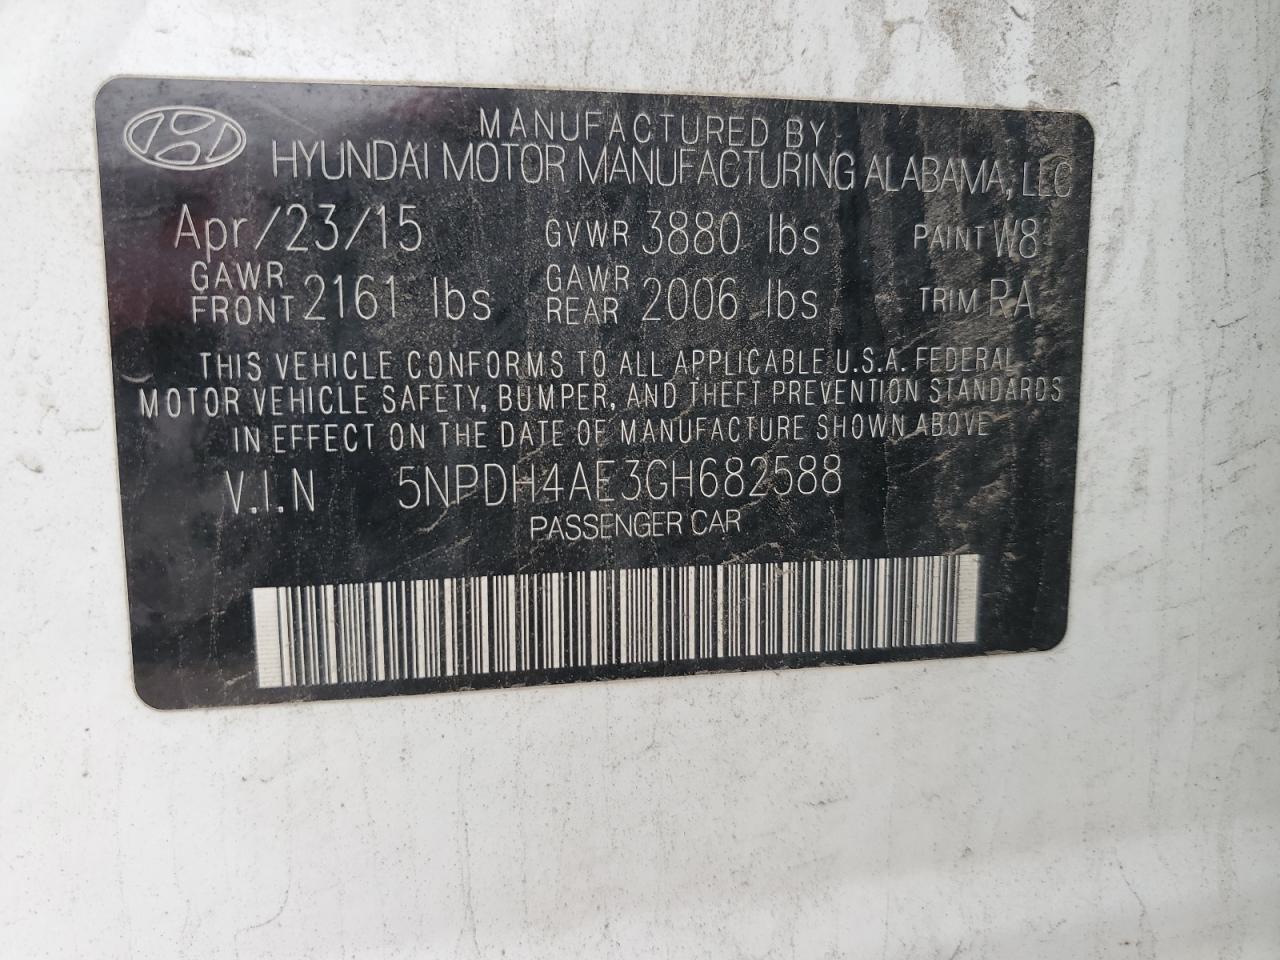 MANUFACTURED BY
HYUNDAI MOTOR MANUFACTURING ALABAMA, LLC
Apr/23/15 GVWR 3880 lbs PAINT W8
GAWR FRONT 2161 lbs GAWR REAR 2006 lbs TRIM RA
THIS VEHICLE CONFORMS TO ALL APPLICABLE U.S.A. FEDERAL
MOTOR VEHICLE SAFETY, BUMPER, AND THEFT PREVENTION STANDARDS
IN EFFECT ON THE DATE OF MANUFACTURE SHOWN ABOVE
V.I.N 5NPDH4AE3GH682588
PASSENGER CAR